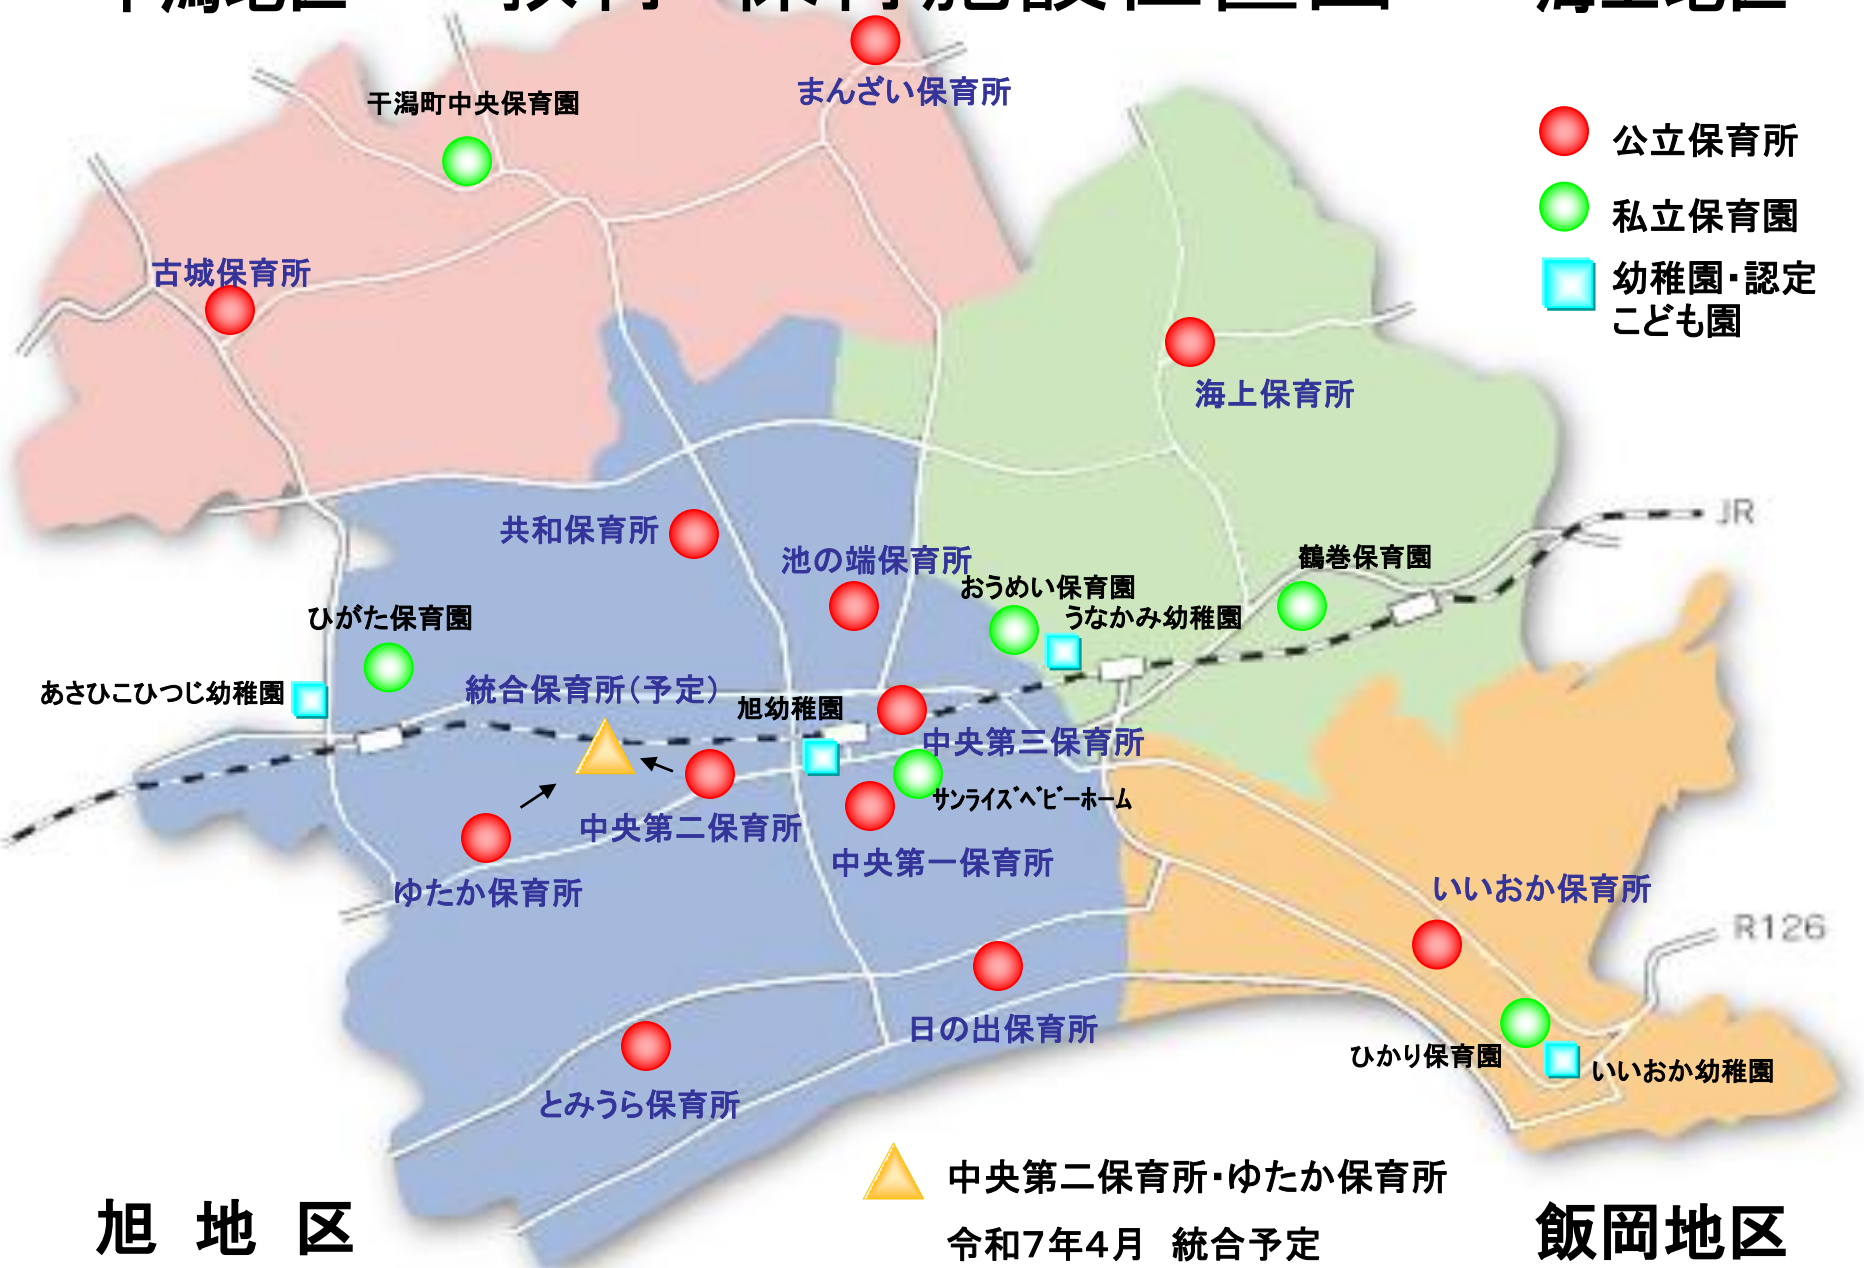 まんざい保育所
干潟町中央保育園
公立保育所
私立保育園
古城保育所
幼稚園・認定
こども園
海上保育所
JR
共和保育所
池の端保育所
鶴巻保育園
おうめい保育園
うなかみ幼稚園
ひがた保育園
あさひこひつじ幼稚園
統合保育所(予定)
旭幼稚園
中央第三保育所
サンライズベビーホーム
中央第二保育所
中央第一保育所
ゆたか保育所
いいおか保育所
R126
日の出保育所
ひかり保育園
いいおか幼稚園
とみうら保育所
中央第二保育所・ゆたか保育所
令和7年4月 統合予定
旭 地 区
飯岡地区